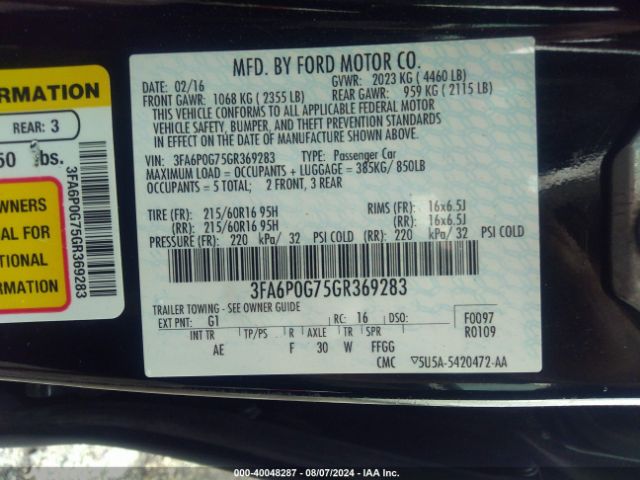 MFD. BY FORD MOTOR CO.
DATE: 02/16 GVWR: 2023 KG ( 4460 LB)
FRONT GAWR: 1068 KG ( 2355 LB) REAR GAWR: 959 KG ( 2115 LB)
THIS VEHICLE CONFORMS TO ALL APPLICABLE FEDERAL MOTOR
VEHICLE SAFETY, BUMPER, AND THEFT PREVENTION STANDARDS
IN EFFECT ON THE DATE OF MANUFACTURE SHOWN ABOVE.
VIN: 3FA6P0G75GR369283 TYPE: Passenger Car
MAXIMUM LOAD = OCCUPANTS + LUGGAGE = 385KG/ 850LB
OCCUPANTS = 5 TOTAL; 2 FRONT, 3 REAR
TIRE (FR): 215/60R16 95H RIMS (FR): 16x6.5J
(RR): 215/60R16 95H (RR): 16x6.5J
PRESSURE (FR): 220 kPa/ 32 PSI COLD (RR): 220 kPa/ 32 PSI COLD
3FA6P0G75GR369283
TRAILER TOWING - SEE OWNER GUIDE
EXT PNT: G1 RC: 16 DSO: F0097
R0109
INT TR TP/PS R AXLE TR SPR
AE F 30 W FFGG
CMC 5U5A-5420472-AA
ORMATION
REAR: 3
50 lbs.
WNERS
AL FOR
TIONAL
ORMATION
3FA6P0G75GR369283
000-40048287 - 08/07/2024 - IAAI.COM